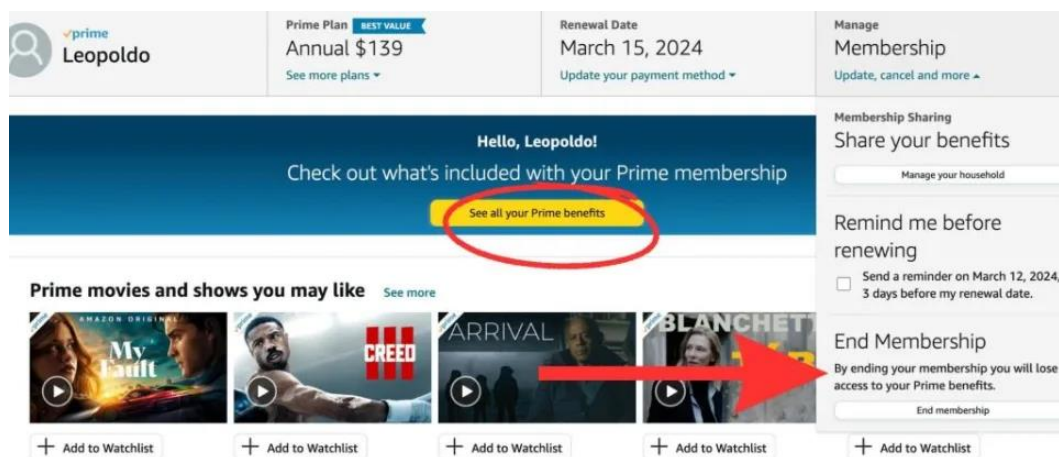 prime
Leopoldo
Prime Plan BEST VALUE
Annual $139
See more plans
Renewal Date
March 15, 2024
Update your payment method
Manage
Membership
Update, cancel and more
Membership Sharing
Share your benefits
Manage your household
Remind me before
renewing
Send a reminder on March 12, 2024,
3 days before my renewal date.
End Membership
By ending your membership you will lose
access to your Prime benefits.
End membership
Hello, Leopoldo!
Check out what's included with your Prime membership
See all your Prime benefits
Prime movies and shows you may like See more
prime
AMAZON ORIGINAL
My
Fault
prime
CREED
III
prime
ARRIVAL
prime
BLANCHETT
Add to Watchlist
Add to Watchlist
Add to Watchlist
Add to Watchlist
Add to Watchlist